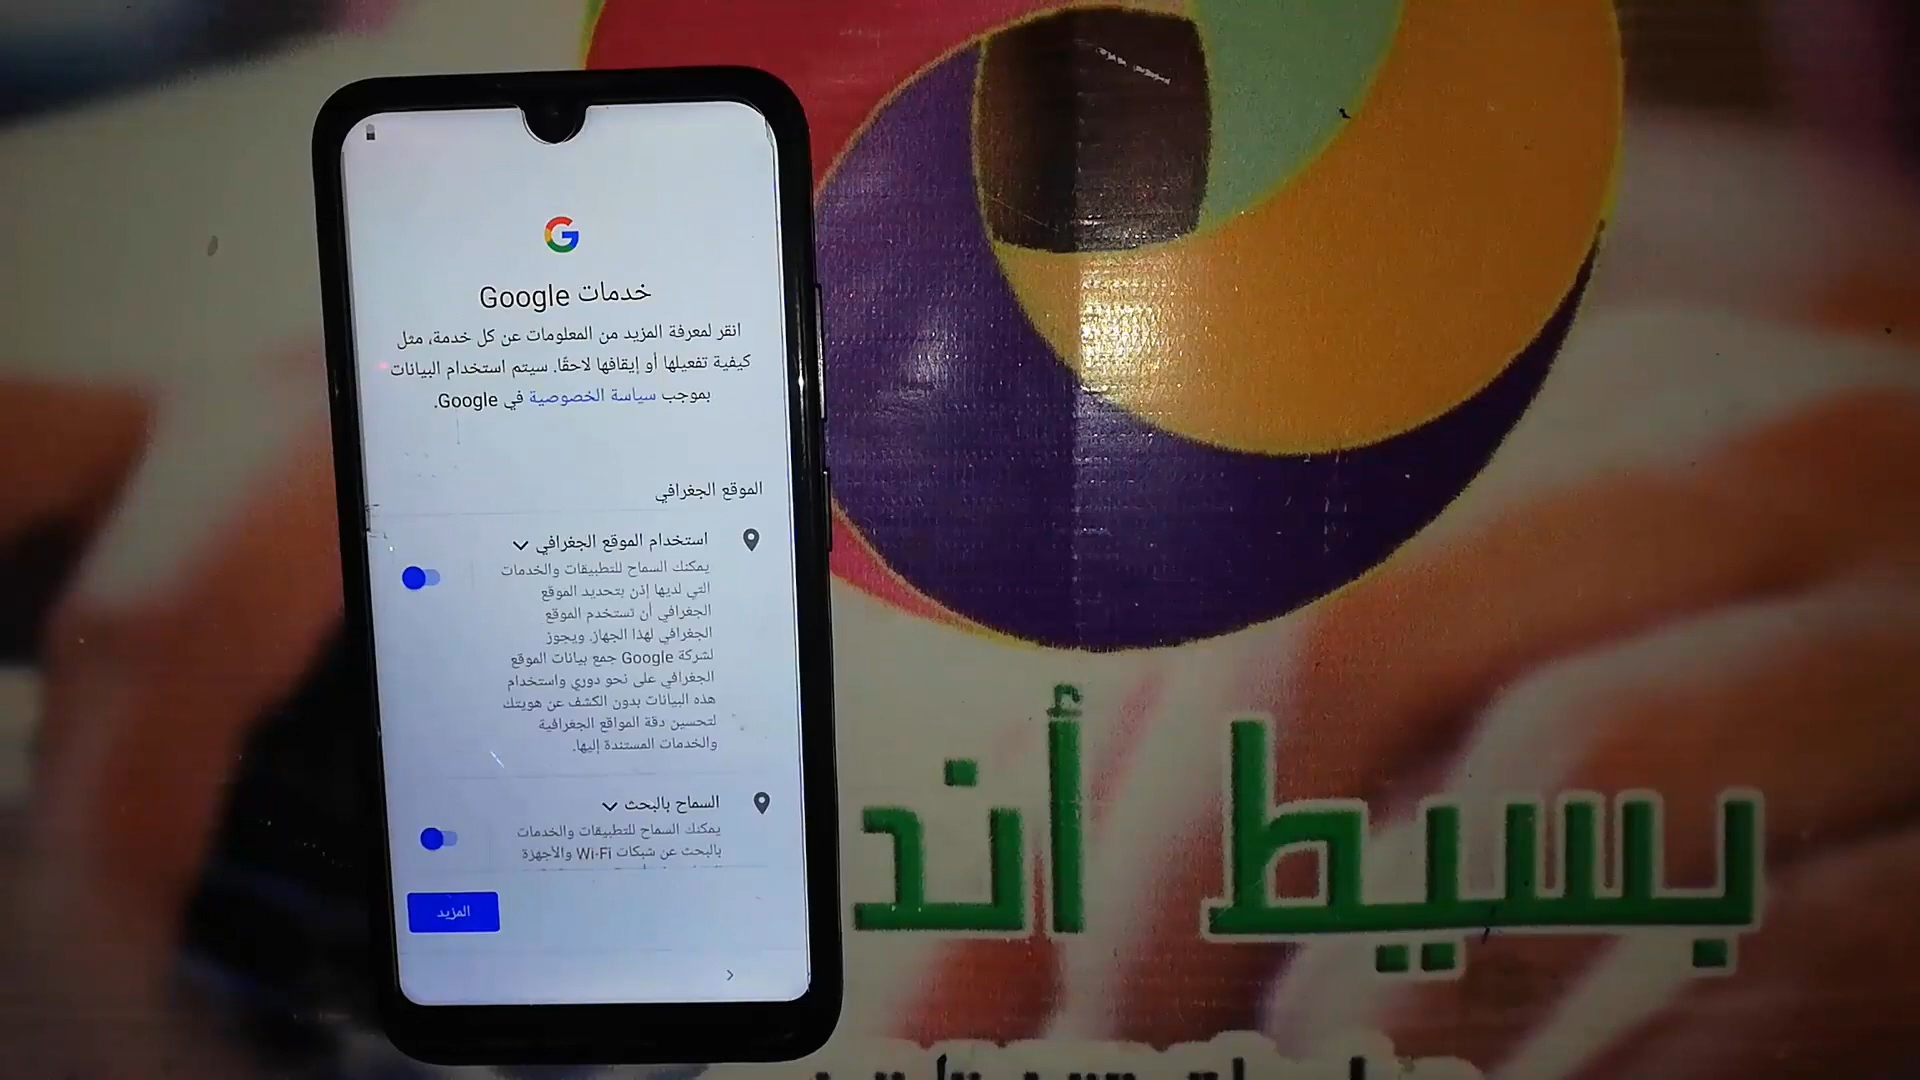 خدمات Google
انقر لمعرفة المزيد من المعلومات عن كل خدمة، مثل
كيفية تفعيلها أو إيقافها لاحقًا. سيتم استخدام البيانات
بموجب سياسة الخصوصية في Google.
الموقع الجغرافي
استخدام الموقع الجغرافي
يمكنك السماح للتطبيقات والخدمات
التي لديها إذن بتحديد الموقع
الجغرافي أن تستخدم الموقع
الجغرافي لهذا الجهاز. ويجوز
لشركة Google جمع بيانات الموقع
الجغرافي على نحو دوري واستخدام
هذه البيانات بدون الكشف عن هويتك
لتحسين دقة المواقع الجغرافية
والخدمات المستندة إليها.
السماح بالبحث
يمكنك السماح للتطبيقات والخدمات
بالبحث عن شبكات Wi-Fi والأجهزة
المزيد
بسيط أند